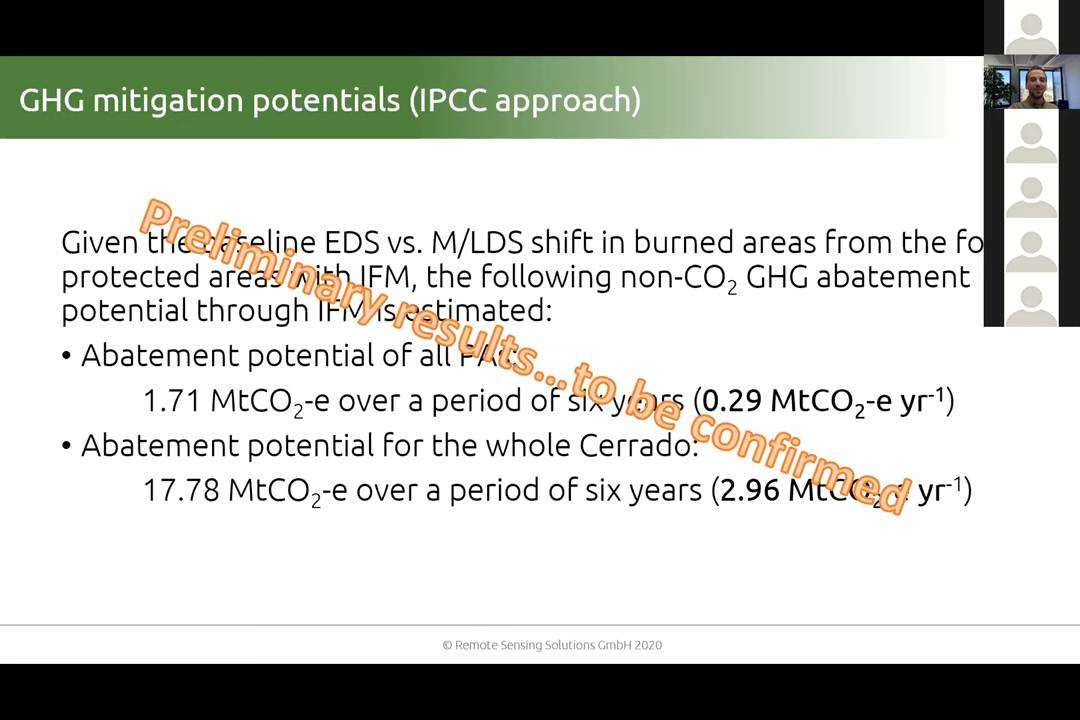 GHG mitigation potentials (IPCC approach)
Given the baseline EDS vs. M/LDS shift in burned areas from the
protected areas with IFM, the following non-CO₂ GHG abatement
potential through IFM is estimated:
• Abatement potential of all PAs:
1.71 MtCO₂-e over a period of six years (0.29 MtCO₂-e yr⁻¹)
• Abatement potential for the whole Cerrado:
17.78 MtCO₂-e over a period of six years (2.96 MtCO₂-e yr⁻¹)
Preliminary results...to be confirmed
© Remote Sensing Solutions GmbH 2020